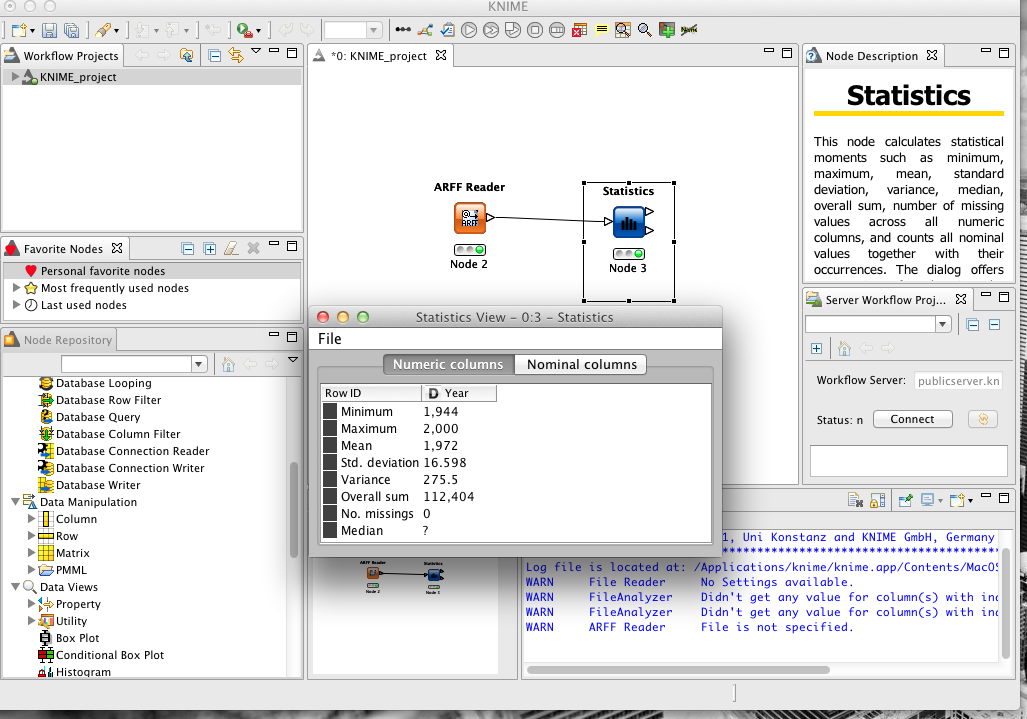 KNIME
Workflow Projects
KNIME_project
*0: KNIME_project
ARFF Reader
ARFF
Node 2
Statistics
Node 3
Node Description
Statistics
This node calculates statistical
moments such as minimum,
maximum, mean, standard
deviation, variance, median,
overall sum, number of missing
values across all numeric
columns, and counts all nominal
values together with their
occurrences. The dialog offers
Favorite Nodes
Personal favorite nodes
Most frequently used nodes
Last used nodes
Node Repository
Database Looping
Database Row Filter
Database Query
Database Column Filter
Database Connection Reader
Database Connection Writer
Database Writer
Data Manipulation
Column
Row
Matrix
PMML
Data Views
Property
Utility
Box Plot
Conditional Box Plot
Histogram
Statistics View - 0:3 - Statistics
File
Numeric columns Nominal columns
Row ID D Year
Minimum 1,944
Maximum 2,000
Mean 1,972
Std. deviation 16.598
Variance 275.5
Overall sum 112,404
No. missings 0
Median ?
ARFF Reader
Node 2
Statistics
Node 3
Server Workflow Proj...
Workflow Server: publicserver.kn
Status: n Connect
1, Uni Konstanz and KNIME GmbH, Germany
Log file is located at: /Applications/knime/knime.app/Contents/MacOS
WARN File Reader No Settings available.
WARN FileAnalyzer Didn't get any value for column(s) with ind
WARN FileAnalyzer Didn't get any value for column(s) with ind
WARN ARFF Reader File is not specified.